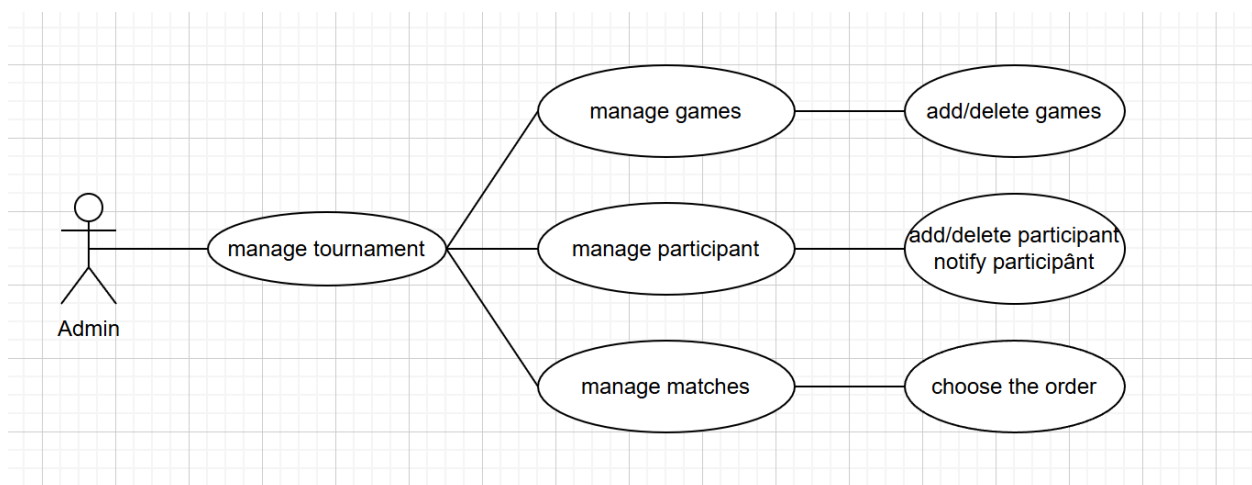 manage games
add/delete games
manage tournament
manage participant
add/delete participant
notify participânt
Admin
manage matches
choose the order